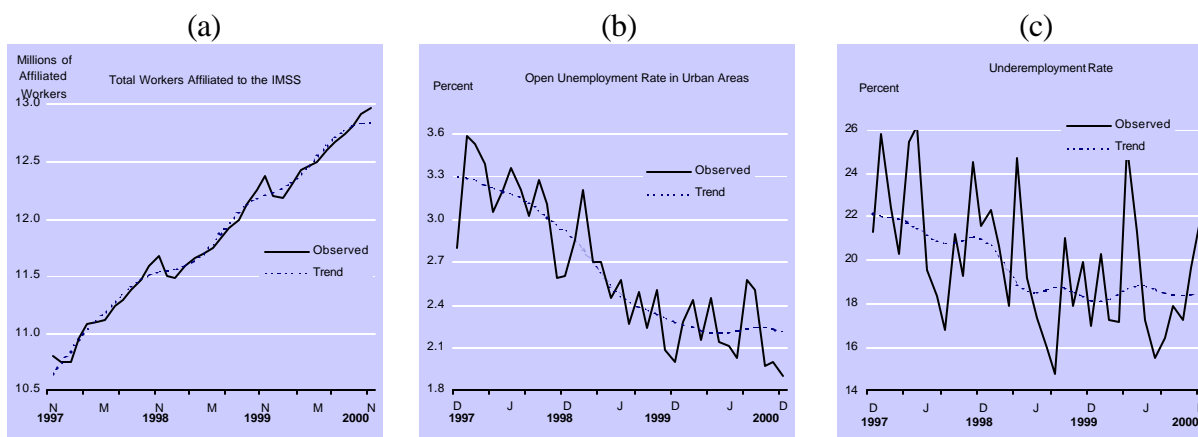 (a)
Millions of
Affiliated
Workers
Total Workers Affiliated to the IMSS
13.0
12.5
12.0
11.5
11.0
10.5
Observed
Trend
N M N M N M N
1997 1998 1999 2000
(b)
Percent
Open Unemployment Rate in Urban Areas
3.6
3.3
3.0
2.7
2.4
2.1
1.8
Observed
Trend
D J D J D J D
1997 1998 1999 2000
(c)
Underemployment Rate
Percent
26
24
22
20
18
16
14
Observed
Trend
D J D J D J
1997 1998 1999 2000